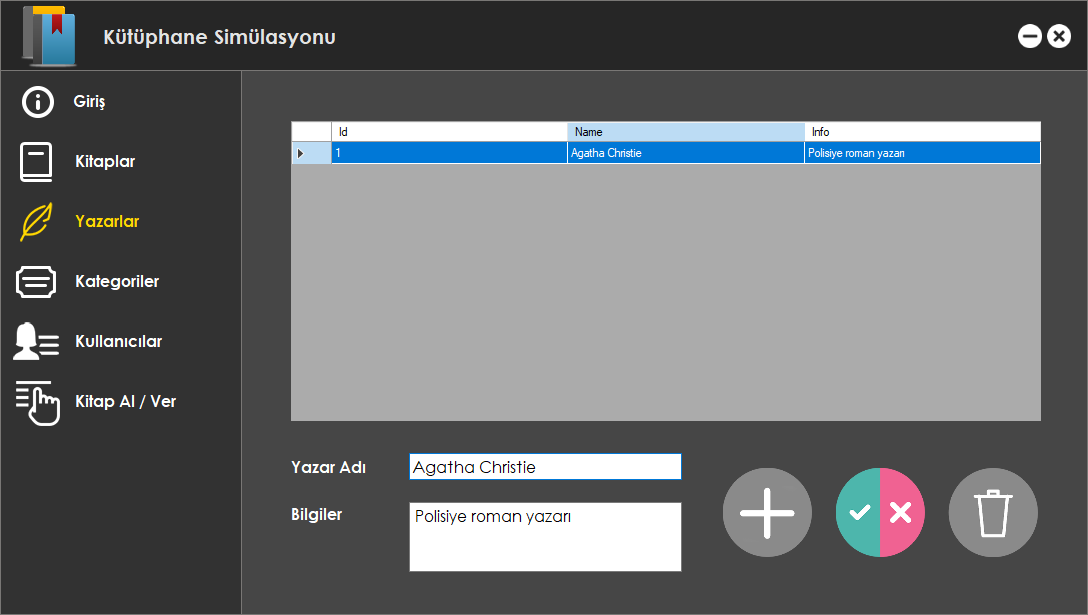 Kütüphane Simülasyonu
Giriş
Kitaplar
Yazarlar
Kategoriler
Kullanıcılar
Kitap Al / Ver
Id Name Info
1 Agatha Christie Polisiye roman yazarı
Yazar Adı Agatha Christie
Bilgiler Polisiye roman yazarı